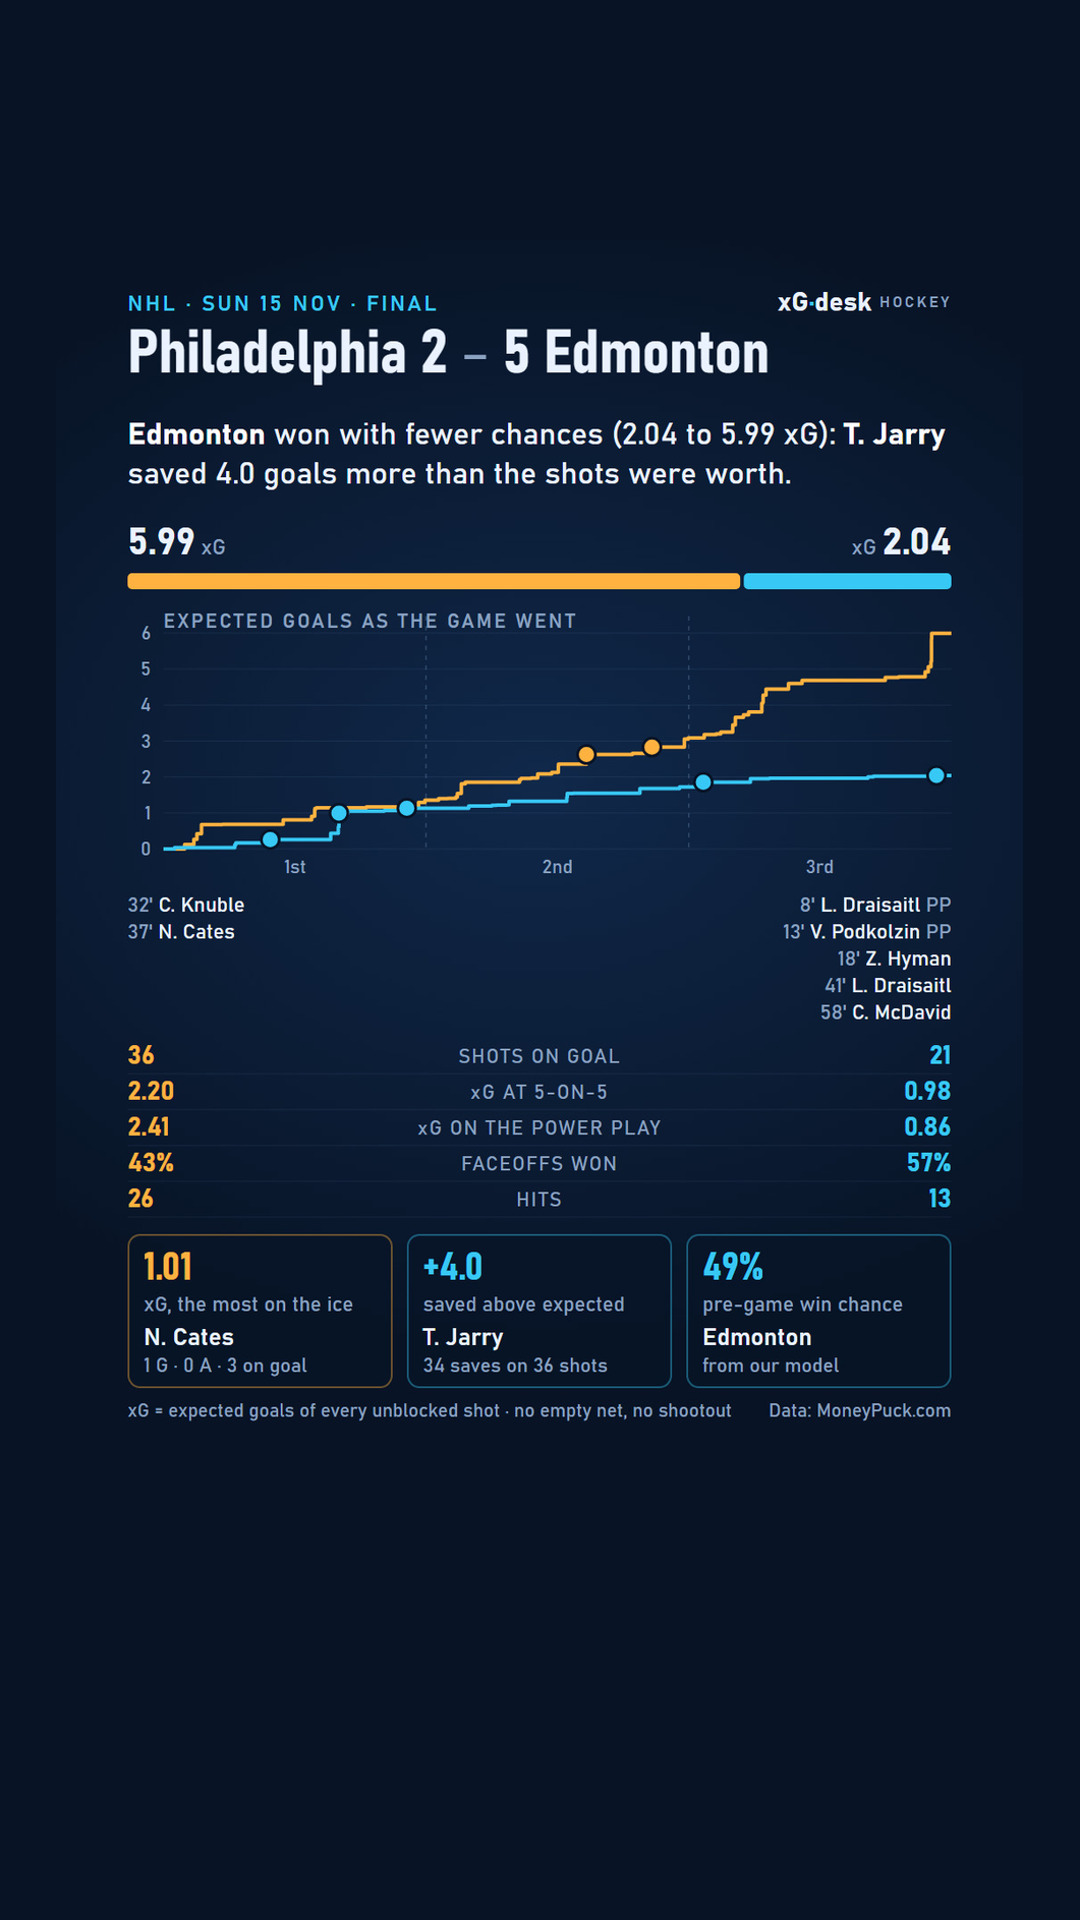 NHL · SUN 15 NOV · FINAL
xG·desk HOCKEY
Philadelphia 2 – 5 Edmonton
Edmonton won with fewer chances (2.04 to 5.99 xG): T. Jarry
saved 4.0 goals more than the shots were worth.
5.99 xG
xG 2.04
EXPECTED GOALS AS THE GAME WENT
6
5
4
3
2
1
0
1st 2nd 3rd
32' C. Knuble
37' N. Cates
8' L. Draisaitl PP
13' V. Podkolzin PP
18' Z. Hyman
41' L. Draisaitl
58' C. McDavid
36 SHOTS ON GOAL 21
2.20 xG AT 5-ON-5 0.98
2.41 xG ON THE POWER PLAY 0.86
43% FACEOFFS WON 57%
26 HITS 13
1.01
xG, the most on the ice
N. Cates
1 G · 0 A · 3 on goal
+4.0
saved above expected
T. Jarry
34 saves on 36 shots
49%
pre-game win chance
Edmonton
from our model
xG = expected goals of every unblocked shot · no empty net, no shootout
Data: MoneyPuck.com